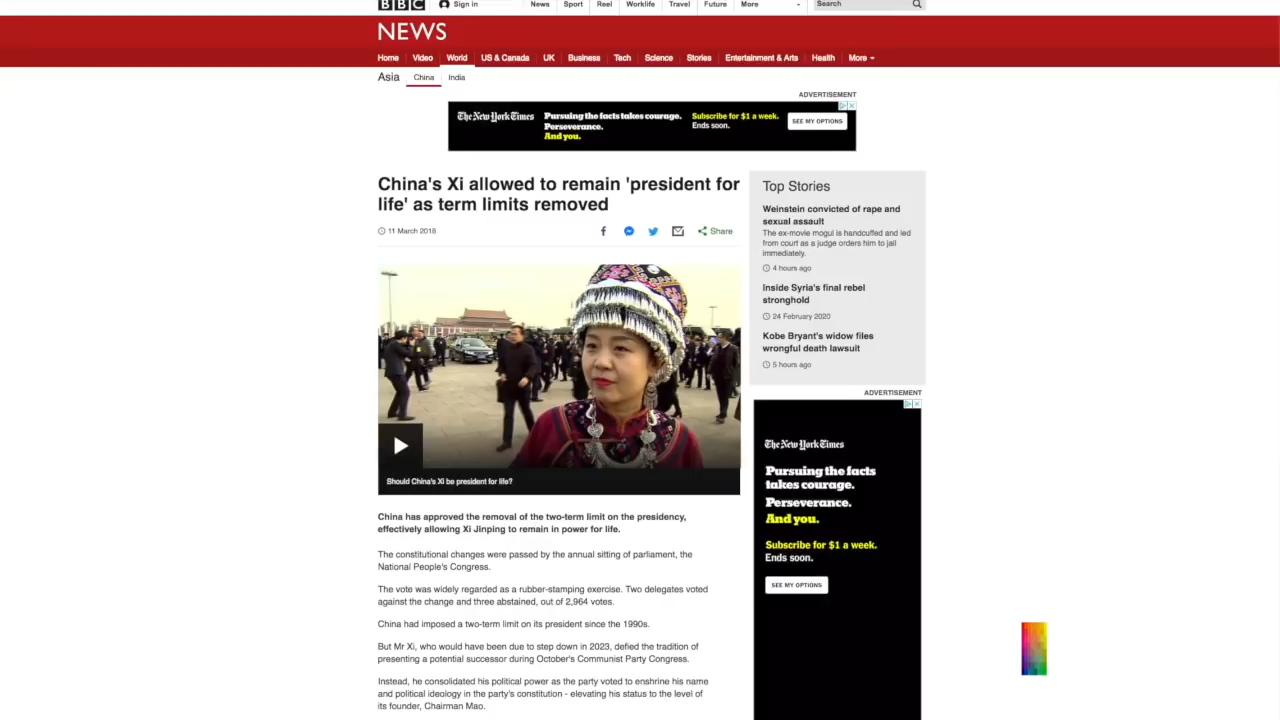 BBC
Sign in
News
Sport
Reel
Worklife
Travel
Future
More
Search
NEWS
Home
Video
World
US & Canada
UK
Business
Tech
Science
Stories
Entertainment & Arts
Health
More
Asia
China
India
ADVERTISEMENT
The New York Times
Pursuing the facts takes courage.
Perseverance.
And you.
Subscribe for $1 a week.
Ends soon.
SEE MY OPTIONS
China's Xi allowed to remain 'president for
life' as term limits removed
11 March 2018
Share
Should China's Xi be president for life?
China has approved the removal of the two-term limit on the presidency,
effectively allowing Xi Jinping to remain in power for life.
The constitutional changes were passed by the annual sitting of parliament, the
National People's Congress.
The vote was widely regarded as a rubber-stamping exercise. Two delegates voted
against the change and three abstained, out of 2,964 votes.
China had imposed a two-term limit on its president since the 1990s.
But Mr Xi, who would have been due to step down in 2023, defied the tradition of
presenting a potential successor during October's Communist Party Congress.
Instead, he consolidated his political power as the party voted to enshrine his name
and political ideology in the party's constitution - elevating his status to the level of
its founder, Chairman Mao.
Top Stories
Weinstein convicted of rape and
sexual assault
The ex-movie mogul is handcuffed and led
from court as a judge orders him to jail
immediately.
4 hours ago
Inside Syria's final rebel
stronghold
24 February 2020
Kobe Bryant's widow files
wrongful death lawsuit
5 hours ago
ADVERTISEMENT
The New York Times
Pursuing the facts
takes courage.
Perseverance.
And you.
Subscribe for $1 a week.
Ends soon.
SEE MY OPTIONS